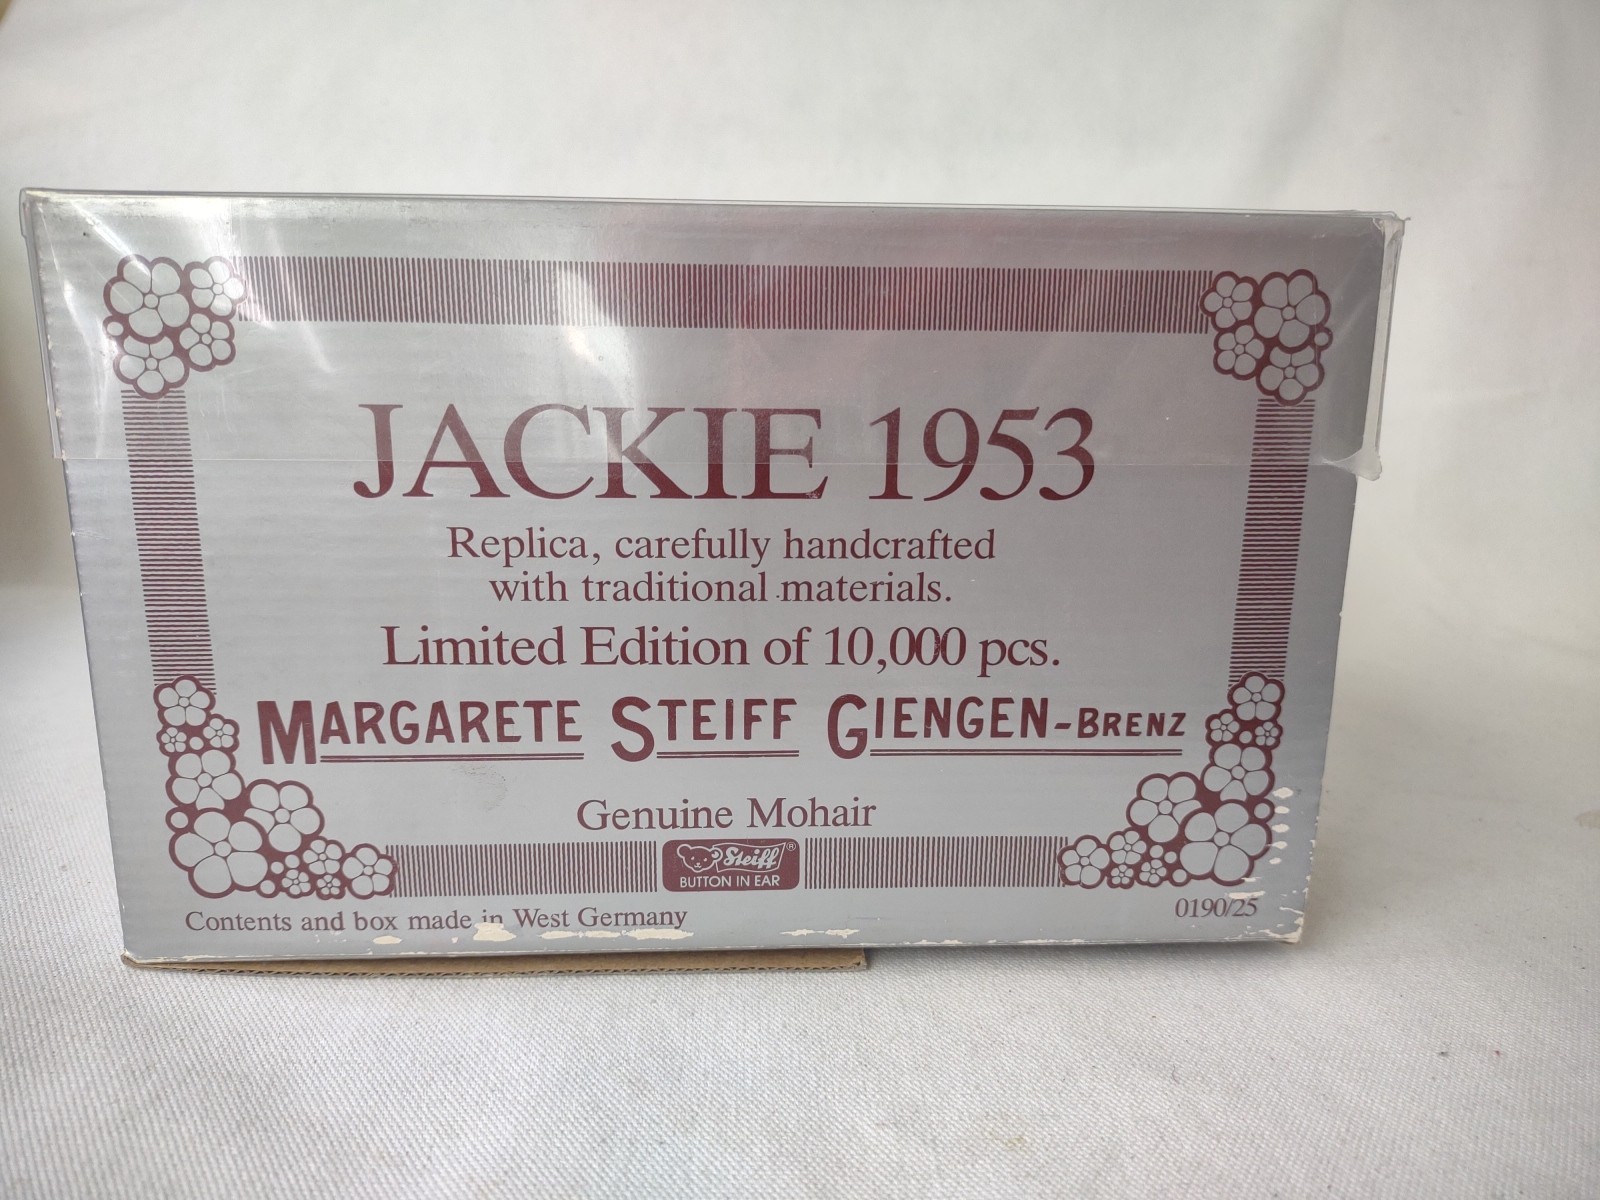 JACKIE 1953
Replica, carefully handcrafted
with traditional materials.
Limited Edition of 10,000 pcs.
MARGARETE STEIFF GIENGEN-BRENZ
Genuine Mohair
Steiff®
BUTTON IN EAR
Contents and box made in West Germany
0190/25